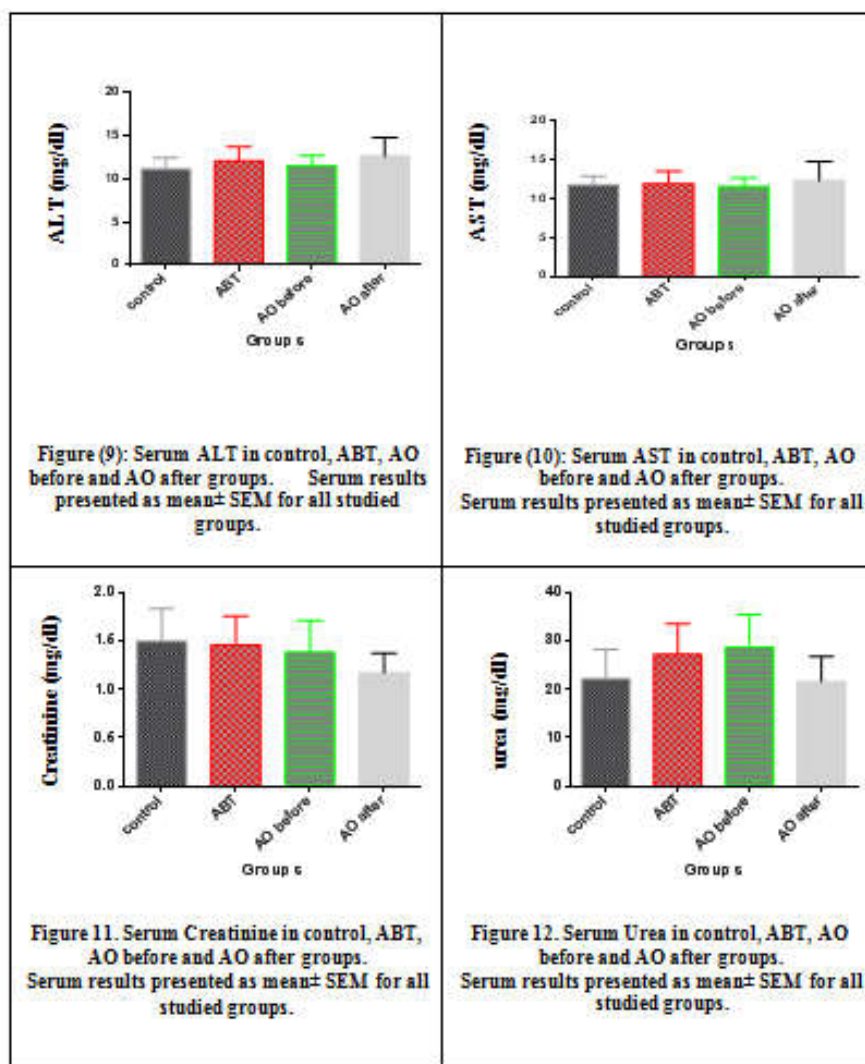 ALT (mg/dl)
20
15
10
5
0
control
ABT
AO before
AO after
Groups
Figure (9): Serum ALT in control, ABT, AO
before and AO after groups. Serum results
presented as mean± SEM for all studied
groups.
AST (mg/dl)
20
15
10
5
0
control
ABT
AO before
AO after
Groups
Figure (10): Serum AST in control, ABT, AO
before and AO after groups.
Serum results presented as mean± SEM for all
studied groups.
Creatinine (mg/dl)
2.0
1.6
1.0
0.6
0.0
control
ABT
AO before
AO after
Groups
Figure 11. Serum Creatinine in control, ABT,
AO before and AO after groups.
Serum results presented as mean± SEM for all
studied groups.
urea (mg/dl)
40
30
20
10
0
control
ABT
AO before
AO after
Groups
Figure 12. Serum Urea in control, ABT, AO
before and AO after groups.
Serum results presented as mean± SEM for all
studied groups.